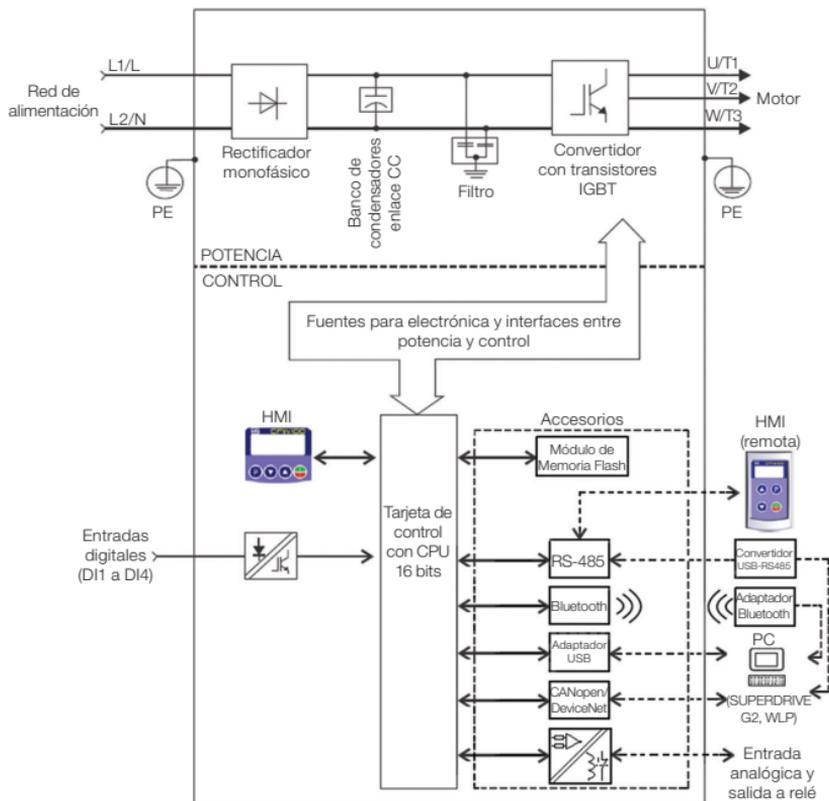 L1/L
Red de
alimentación
L2/N
PE
Rectificador
monofásico
Banco de
condensadores
enlace CC
Filtro
Convertidor
con transistores
IGBT
U/T1
V/T2
W/T3
Motor
PE
POTENCIA
CONTROL
Fuentes para electrónica y interfaces entre
potencia y control
HMI
P
Entradas
digitales
(DI1 a DI4)
Tarjeta de
control
con CPU
16 bits
Accesorios
Módulo de
Memoria Flash
RS-485
Bluetooth
Adaptador
USB
CANopen/
DeviceNet
HMI
(remota)
P
Convertidor
USB-RS485
Adaptador
Bluetooth
PC
(SUPERDRIVE
G2, WLP)
Entrada
analógica y
salida a relé